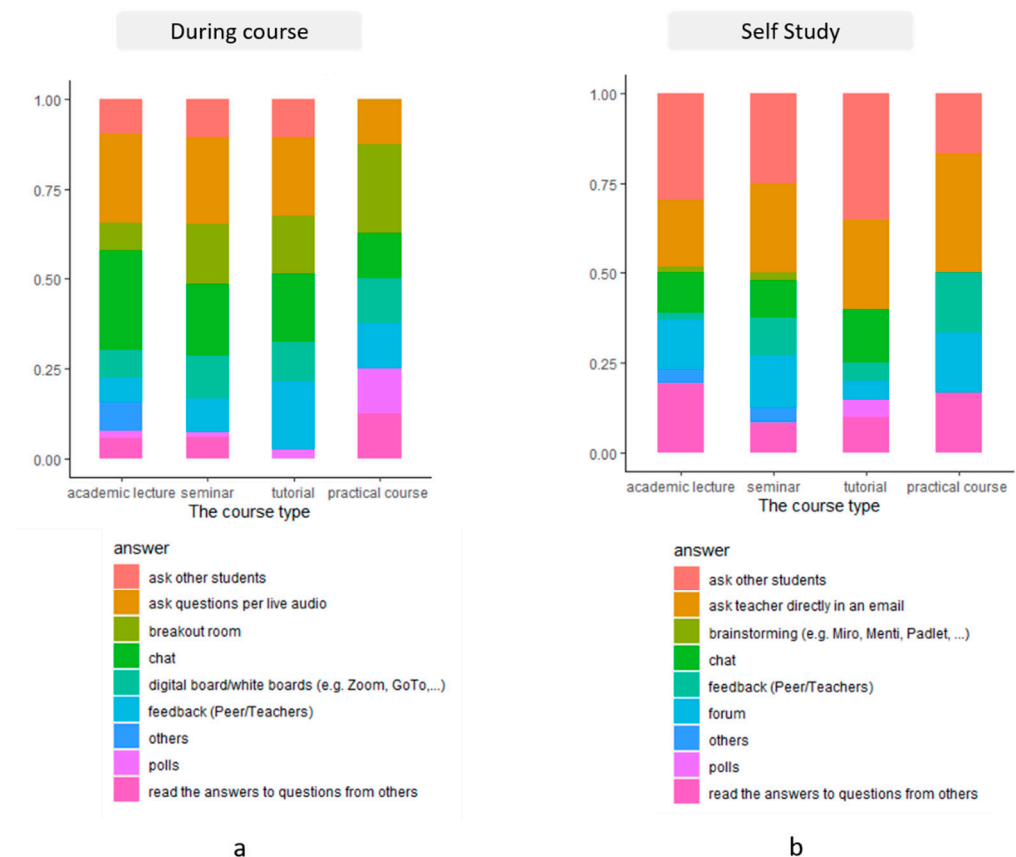 During course
1.00
0.75
0.50
0.25
0.00
academic lecture seminar tutorial practical course
The course type
answer
ask other students
ask questions per live audio
breakout room
chat
digital board/white boards (e.g. Zoom, GoTo,...)
feedback (Peer/Teachers)
others
polls
read the answers to questions from others
a
Self Study
1.00
0.75
0.50
0.25
0.00
academic lecture seminar tutorial practical course
The course type
answer
ask other students
ask teacher directly in an email
brainstorming (e.g. Miro, Menti, Padlet, ...)
chat
feedback (Peer/Teachers)
forum
others
polls
read the answers to questions from others
b